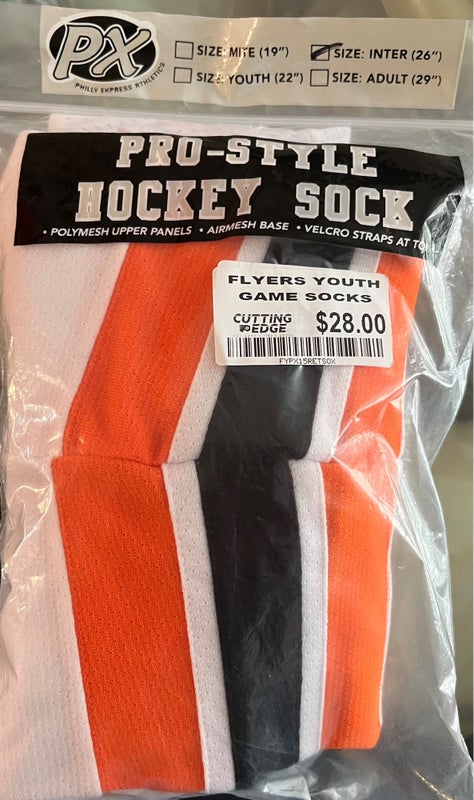 PX
PHILLY EXPRESS ATHLETICS
SIZE: MITE (19") SIZE: INTER (26")
SIZE: YOUTH (22") SIZE: ADULT (29")
PRO-STYLE
HOCKEY SOCK
• POLYMESH UPPER PANELS • AIRMESH BASE • VELCRO STRAPS AT
FLYERS YOUTH
GAME SOCKS
CUTTING EDGE $28.00
FYPX15RETSOX